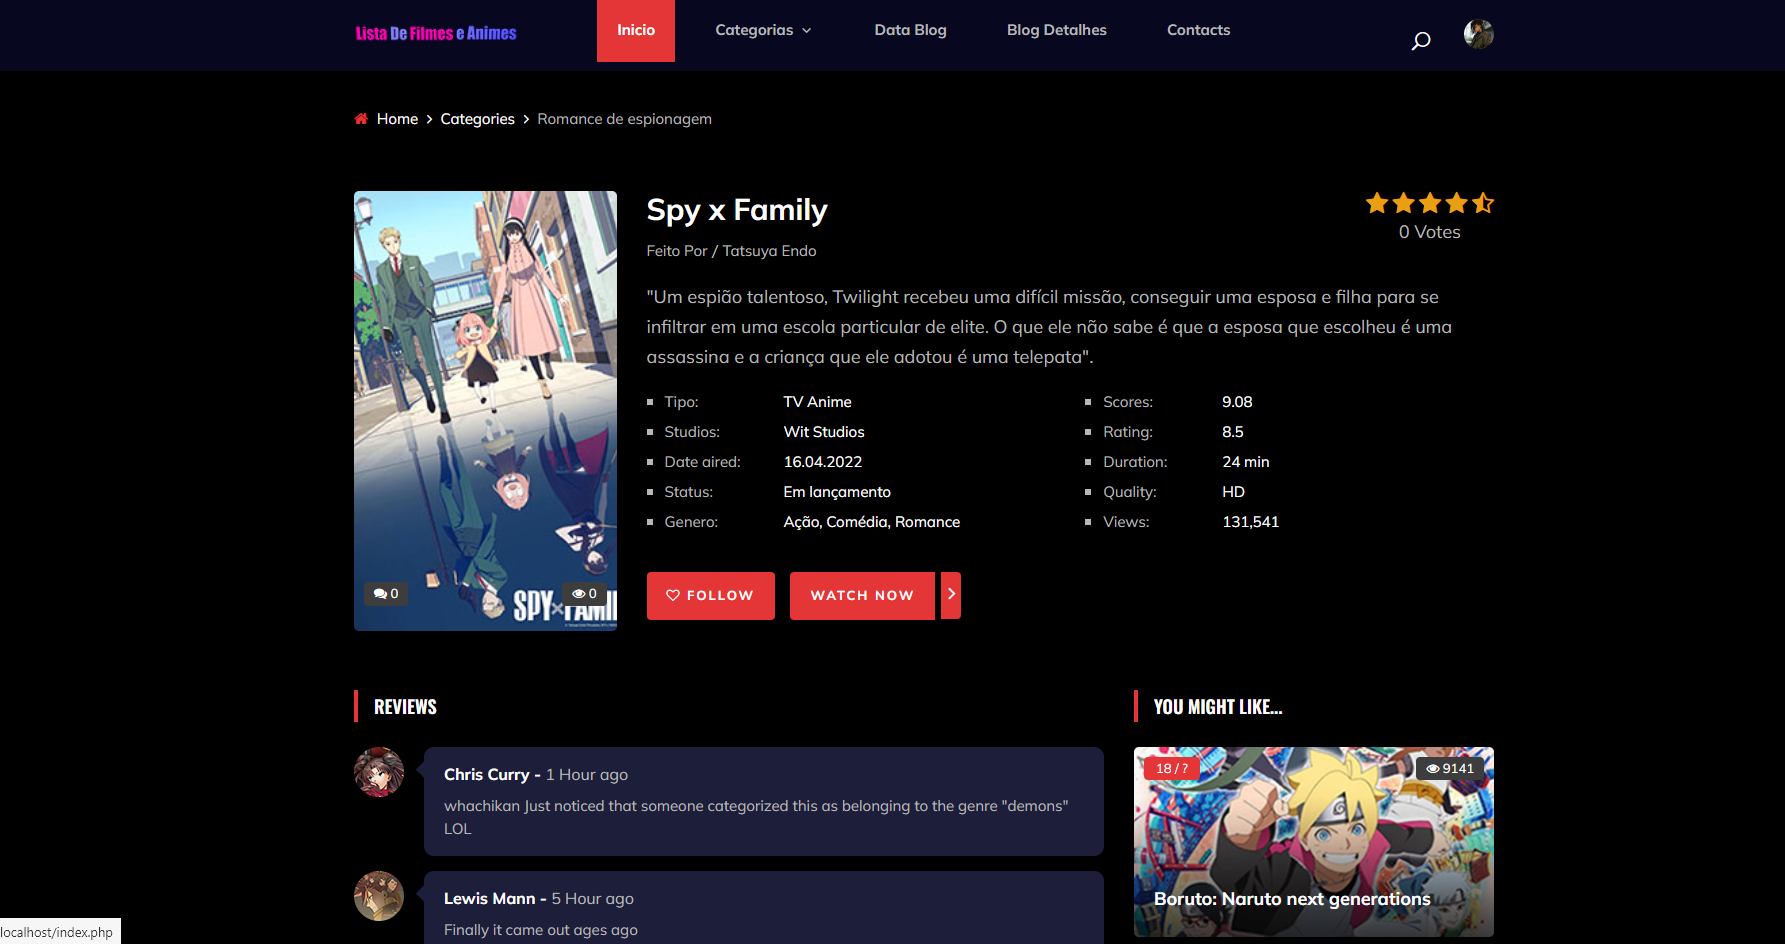 Lista De Filmes e Animes
Inicio
Categorias
Data Blog
Blog Detalhes
Contacts
Home
Categories
Romance de espionagem
Spy x Family
0 Votes
Feito Por / Tatsuya Endo
"Um espião talentoso, Twilight recebeu uma difícil missão, conseguir uma esposa e filha para se
infiltrar em uma escola particular de elite. O que ele não sabe é que a esposa que escolheu é uma
assassina e a criança que ele adotou é uma telepata".
Tipo: TV Anime
Studios: Wit Studios
Date aired: 16.04.2022
Status: Em lançamento
Genero: Ação, Comédia, Romance
Scores: 9.08
Rating: 8.5
Duration: 24 min
Quality: HD
Views: 131,541
0
0
SPY×FAMI
FOLLOW
WATCH NOW
REVIEWS
Chris Curry - 1 Hour ago
whachikan Just noticed that someone categorized this as belonging to the genre "demons"
LOL
Lewis Mann - 5 Hour ago
Finally it came out ages ago
YOU MIGHT LIKE...
18 / ?
9141
Boruto: Naruto next generations
localhost/index.php